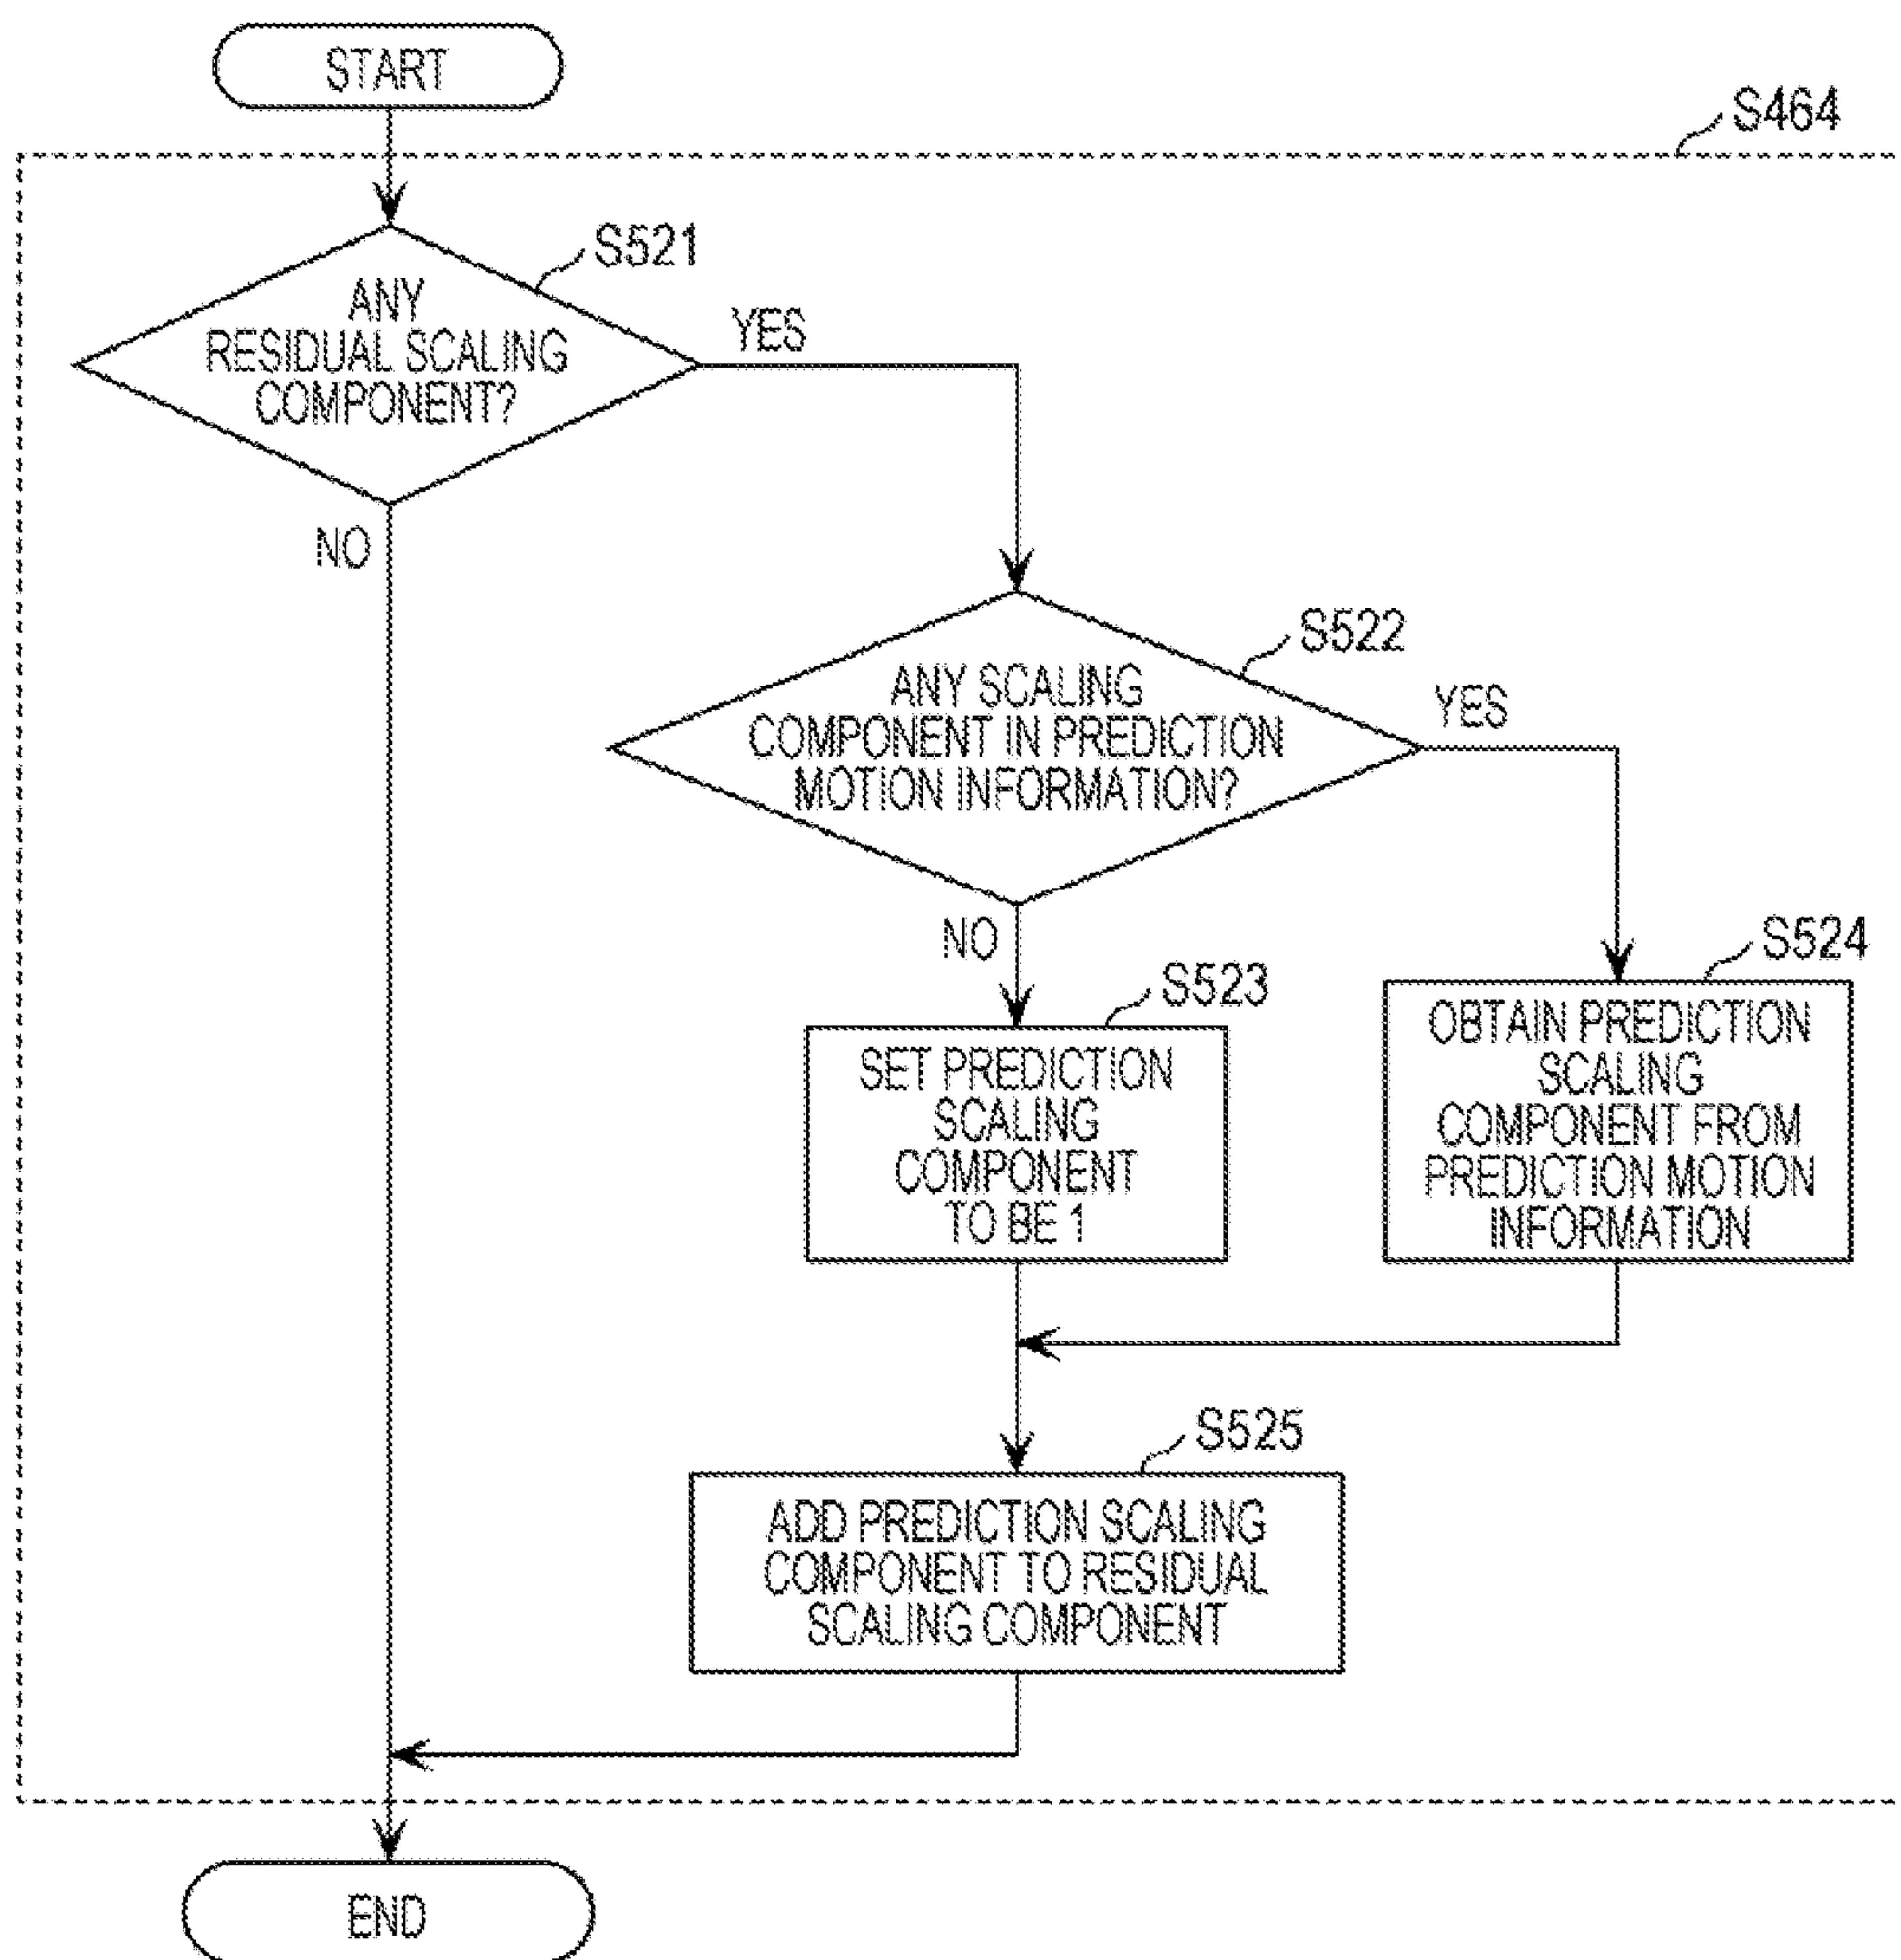 START
S464
S521
ANY
RESIDUAL SCALING
COMPONENT?
YES
NO
S522
ANY SCALING
COMPONENT IN PREDICTION
MOTION INFORMATION?
YES
NO
S523
SET PREDICTION
SCALING
COMPONENT
TO BE 1
S524
OBTAIN PREDICTION
SCALING
COMPONENT FROM
PREDICTION MOTION
INFORMATION
S525
ADD PREDICTION SCALING
COMPONENT TO RESIDUAL
SCALING COMPONENT
END